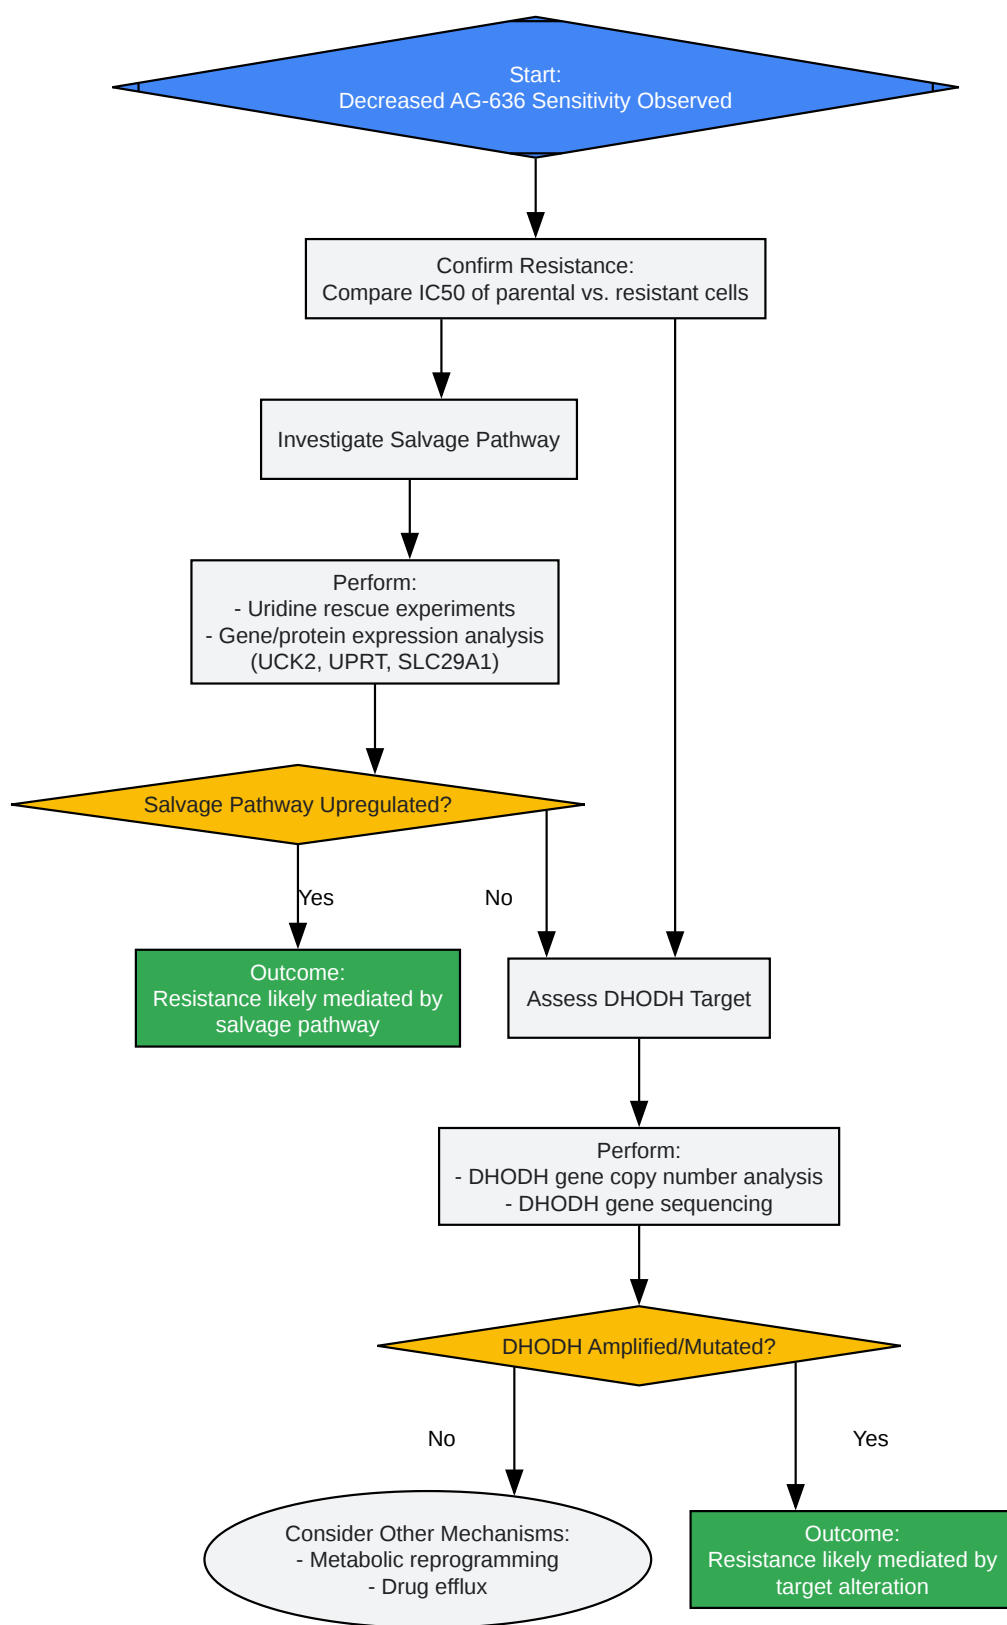 Start:
Decreased AG-636 Sensitivity Observed
Confirm Resistance:
Compare IC50 of parental vs. resistant cells
Investigate Salvage Pathway
Perform:
- Uridine rescue experiments
- Gene/protein expression analysis
(UCK2, UPRT, SLC29A1)
Salvage Pathway Upregulated?
Yes
No
Outcome:
Resistance likely mediated by
salvage pathway
Assess DHODH Target
Perform:
- DHODH gene copy number analysis
- DHODH gene sequencing
DHODH Amplified/Mutated?
No
Yes
Consider Other Mechanisms:
- Metabolic reprogramming
- Drug efflux
Outcome:
Resistance likely mediated by
target alteration